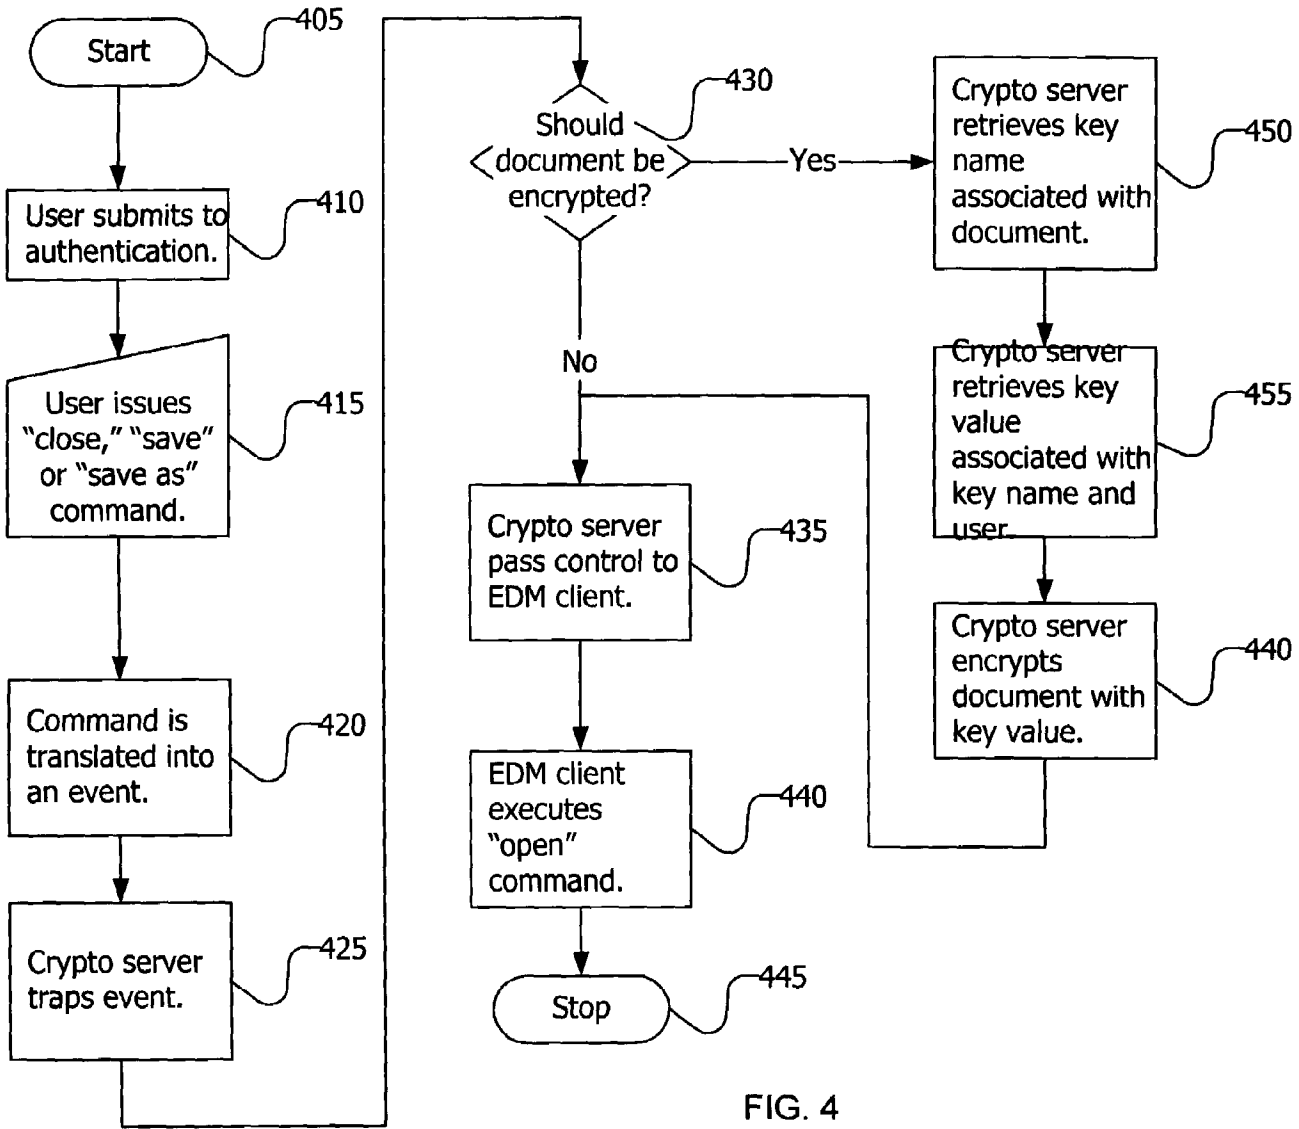 Start
405
User submits to
authentication.
410
User issues
“close,” “save”
or “save as”
command.
415
Command is
translated into
an event.
420
Crypto server
traps event.
425
Should
document be
encrypted?
430
Yes
No
Crypto server
pass control to
EDM client.
435
EDM client
executes
“open”
command.
440
Stop
445
Crypto server
retrieves key
name
associated with
document.
450
Crypto server
retrieves key
value
associated with
key name and
user.
455
Crypto server
encrypts
document with
key value.
440
FIG. 4